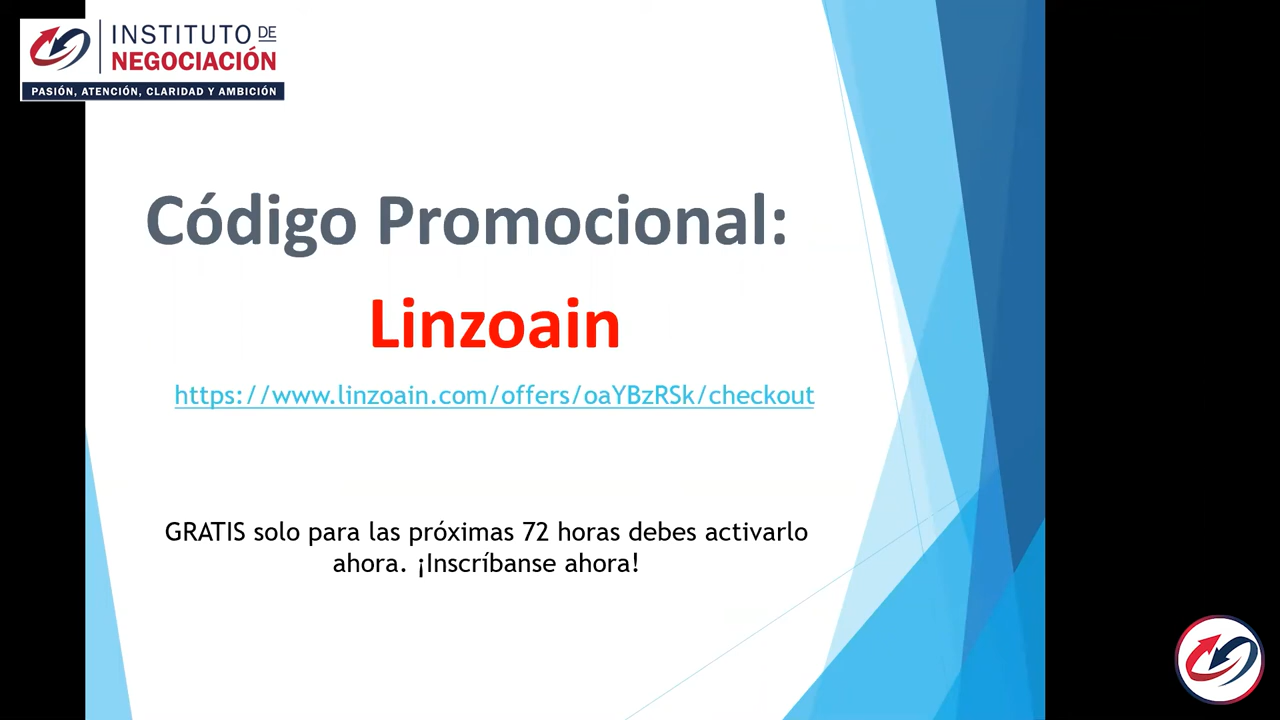 INSTITUTO DE
NEGOCIACIÓN
PASIÓN, ATENCIÓN, CLARIDAD Y AMBICIÓN
Código Promocional:
Linzoain
https://www.linzoain.com/offers/oaYBzRSk/checkout
GRATIS solo para las próximas 72 horas debes activarlo
ahora. ¡Inscríbanse ahora!